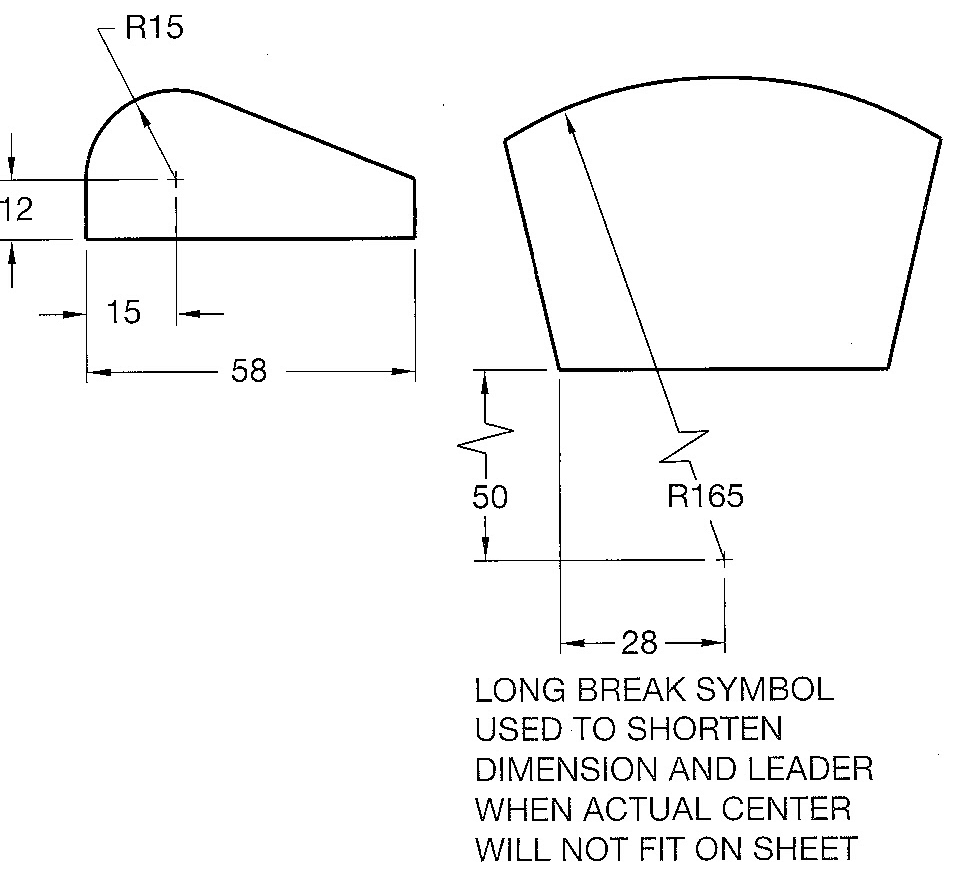 R15
12
15
58
50
R165
28
LONG BREAK SYMBOL
USED TO SHORTEN
DIMENSION AND LEADER
WHEN ACTUAL CENTER
WILL NOT FIT ON SHEET